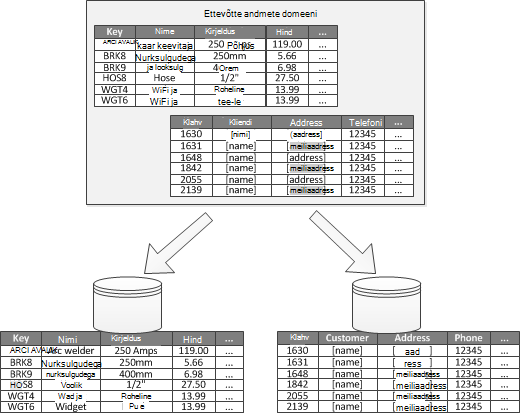 Ettevõtte andmete domeeni
Key Nime Kirjeldus Hind ...
kaar keevitaja 250 119.00 ...
BRK8 Nurksulgudega 250mm 5.66 ...
BRK9 ja looksulg 6.98 ...
HOS8 Hose 1/2" 27.50 ...
WGT4 WiFi ja Roheline 13.99 ...
WGT6 WiFi ja tee-le 13.99 ...
Klahv Kliendi Address Telefoni ...
1630 [nimi] (aadress] 12345 ...
1631 [name] [meiliaadress 12345 ...
1648 [name] address] 12345 ...
1842 [name] [meiliaadress 12345 ...
2055 [name] address] 12345 ...
2139 [name] [meiliaadress 12345 ...
Key Nimi Kirjeldus Hind ...
Arc welder 250 Amps 119.00 ...
BRK8 Nurksulgudega 250mm 5.66 ...
BRK9 nurksulgudega 400mm 6.98 ...
HOS8 Voolik 1/2" 27.50 ...
WGT4 Wad ja Roheline 13.99 ...
WGT6 Widget 13.99 ...
Klahv Customer Address Phone ...
1630 [name] aad 12345 ...
1631 [name] ress 12345 ...
1648 [name] [meiliaadress 12345 ...
1842 [name] [meiliaadress 12345 ...
2055 [name] [meiliaadress 12345 ...
2139 [name] [meiliaadress 12345 ...